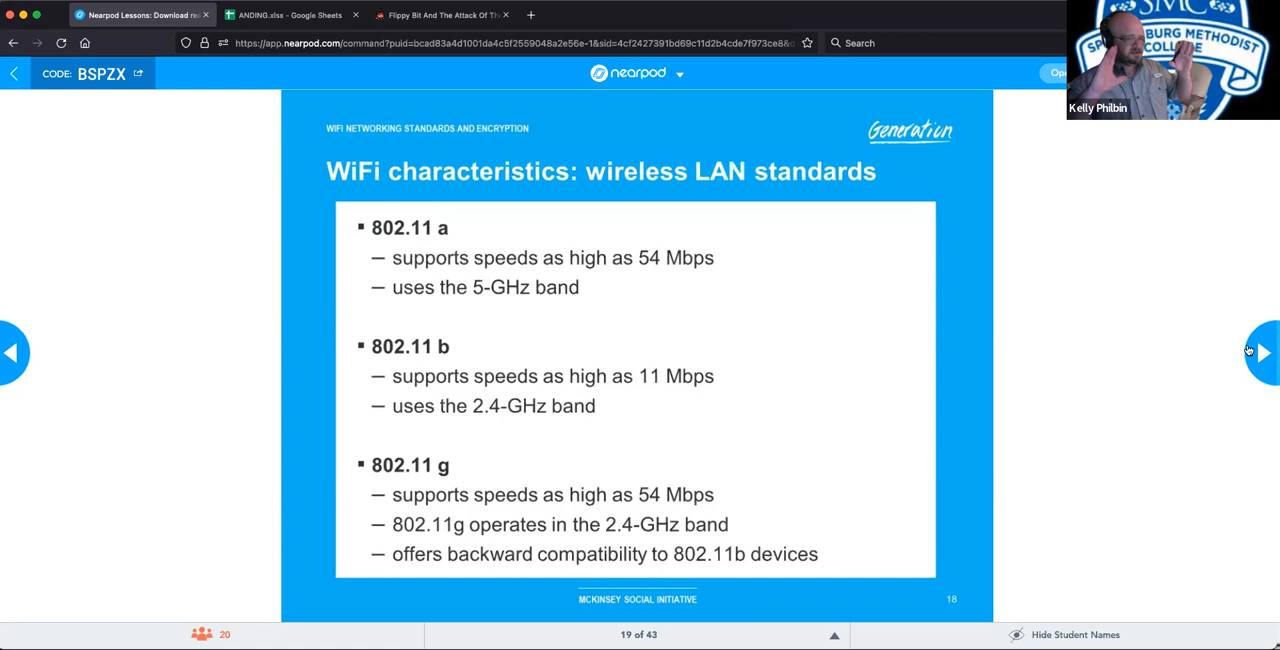 Nearpod Lessons: Download re
ANDING.xlsx - Google Sheets
Flippy Bit And The Attack Of Th
https://app.nearpod.com/command?puid=bcad83a4d1001da4c5f2559048a2e56e-1&sid=4cf2427391bd69c11d2b4cde7f973ce8&
Search
SMC
METHODIST
COLLEGE
Kelly Philbin
CODE: BSPZX
nearpod
WIFI NETWORKING STANDARDS AND ENCRYPTION
Generation
WiFi characteristics: wireless LAN standards
▪ 802.11 a
– supports speeds as high as 54 Mbps
– uses the 5-GHz band
▪ 802.11 b
– supports speeds as high as 11 Mbps
– uses the 2.4-GHz band
▪ 802.11 g
– supports speeds as high as 54 Mbps
– 802.11g operates in the 2.4-GHz band
– offers backward compatibility to 802.11b devices
MCKINSEY SOCIAL INITIATIVE
18
20
19 of 43
Hide Student Names